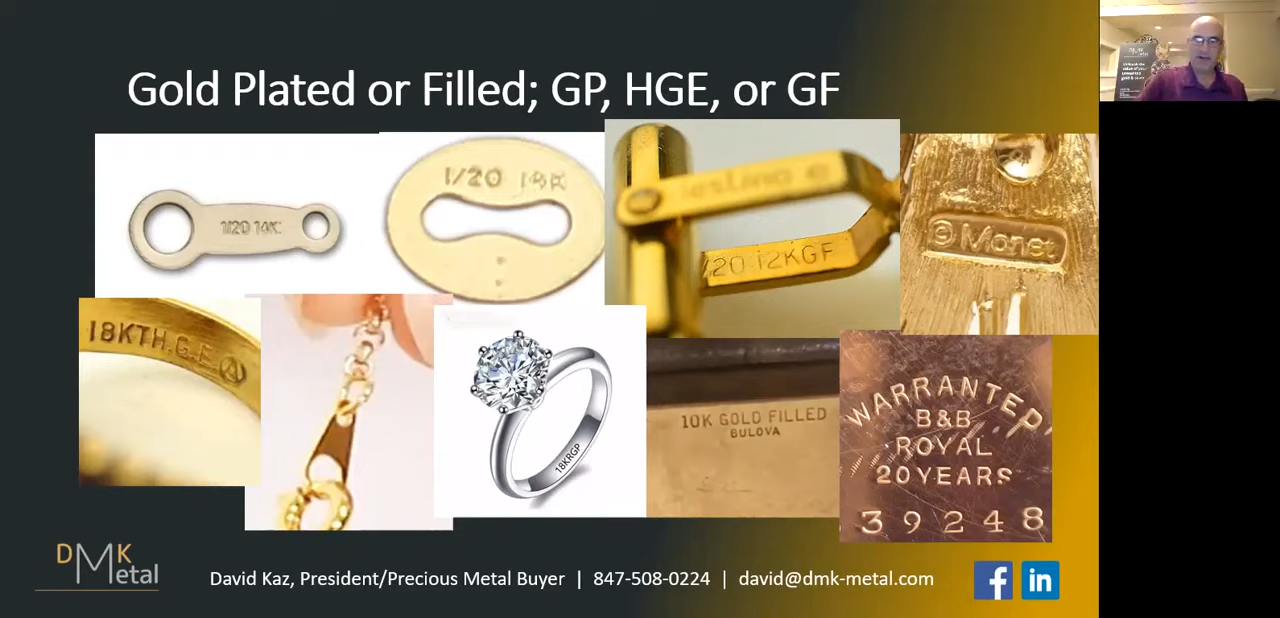 Gold Plated or Filled; GP, HGE, or GF
1/20 14K
1/20 14K
/20 12KGF
© Monet
18KTH.G.E.
18KRGP
10K GOLD FILLED
BULOVA
WARRANTED
B&B
ROYAL
20 YEARS
39248
DMK
Metal
David Kaz, President/Precious Metal Buyer | 847-508-0224 | david@dmk-metal.com
f
in